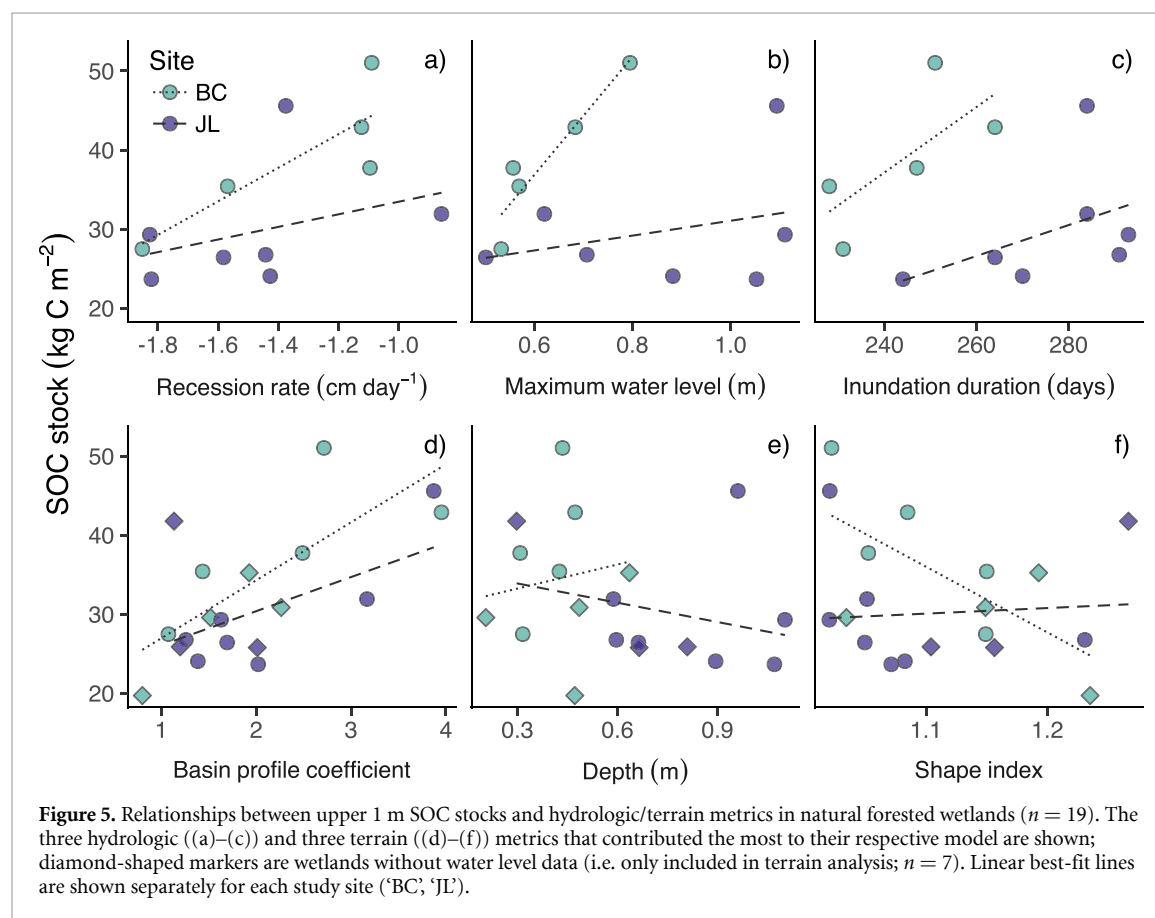 Site
BC
JL
a)
b)
c)
50
40
30
20
-1.8 -1.6 -1.4 -1.2 -1.0
0.6 0.8 1.0
240 260 280
Recession rate (cm day−1)
Maximum water level (m)
Inundation duration (days)
SOC stock (kg C m−2)
d)
e)
f)
50
40
30
20
1 2 3 4
0.3 0.6 0.9
1.1 1.2
Basin profile coefficient
Depth (m)
Shape index
Figure 5. Relationships between upper 1 m SOC stocks and hydrologic/terrain metrics in natural forested wetlands (n = 19). The
three hydrologic ((a)–(c)) and three terrain ((d)–(f)) metrics that contributed the most to their respective model are shown;
diamond-shaped markers are wetlands without water level data (i.e. only included in terrain analysis; n = 7). Linear best-fit lines
are shown separately for each study site (‘BC’, ‘JL’).